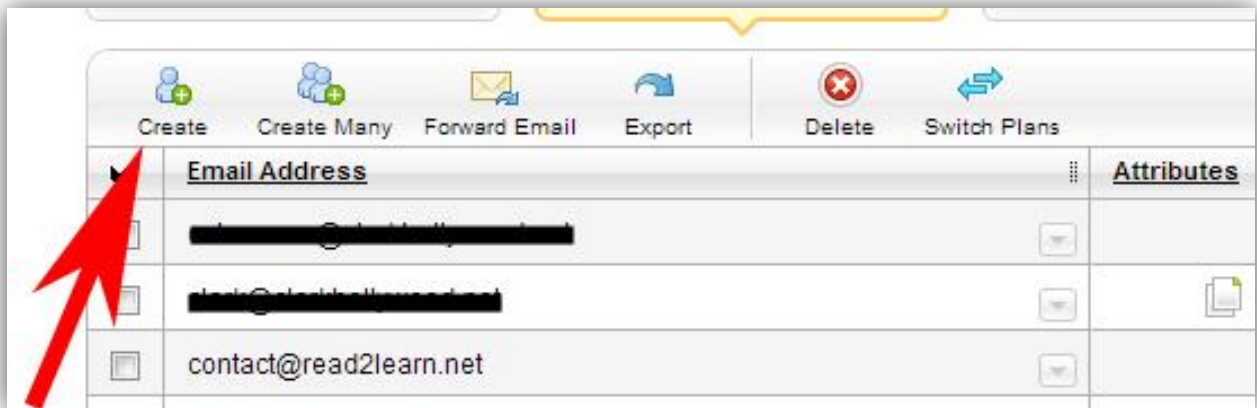 Create Create Many Forward Email Export Delete Switch Plans
Email Address Attributes
contact@read2learn.net